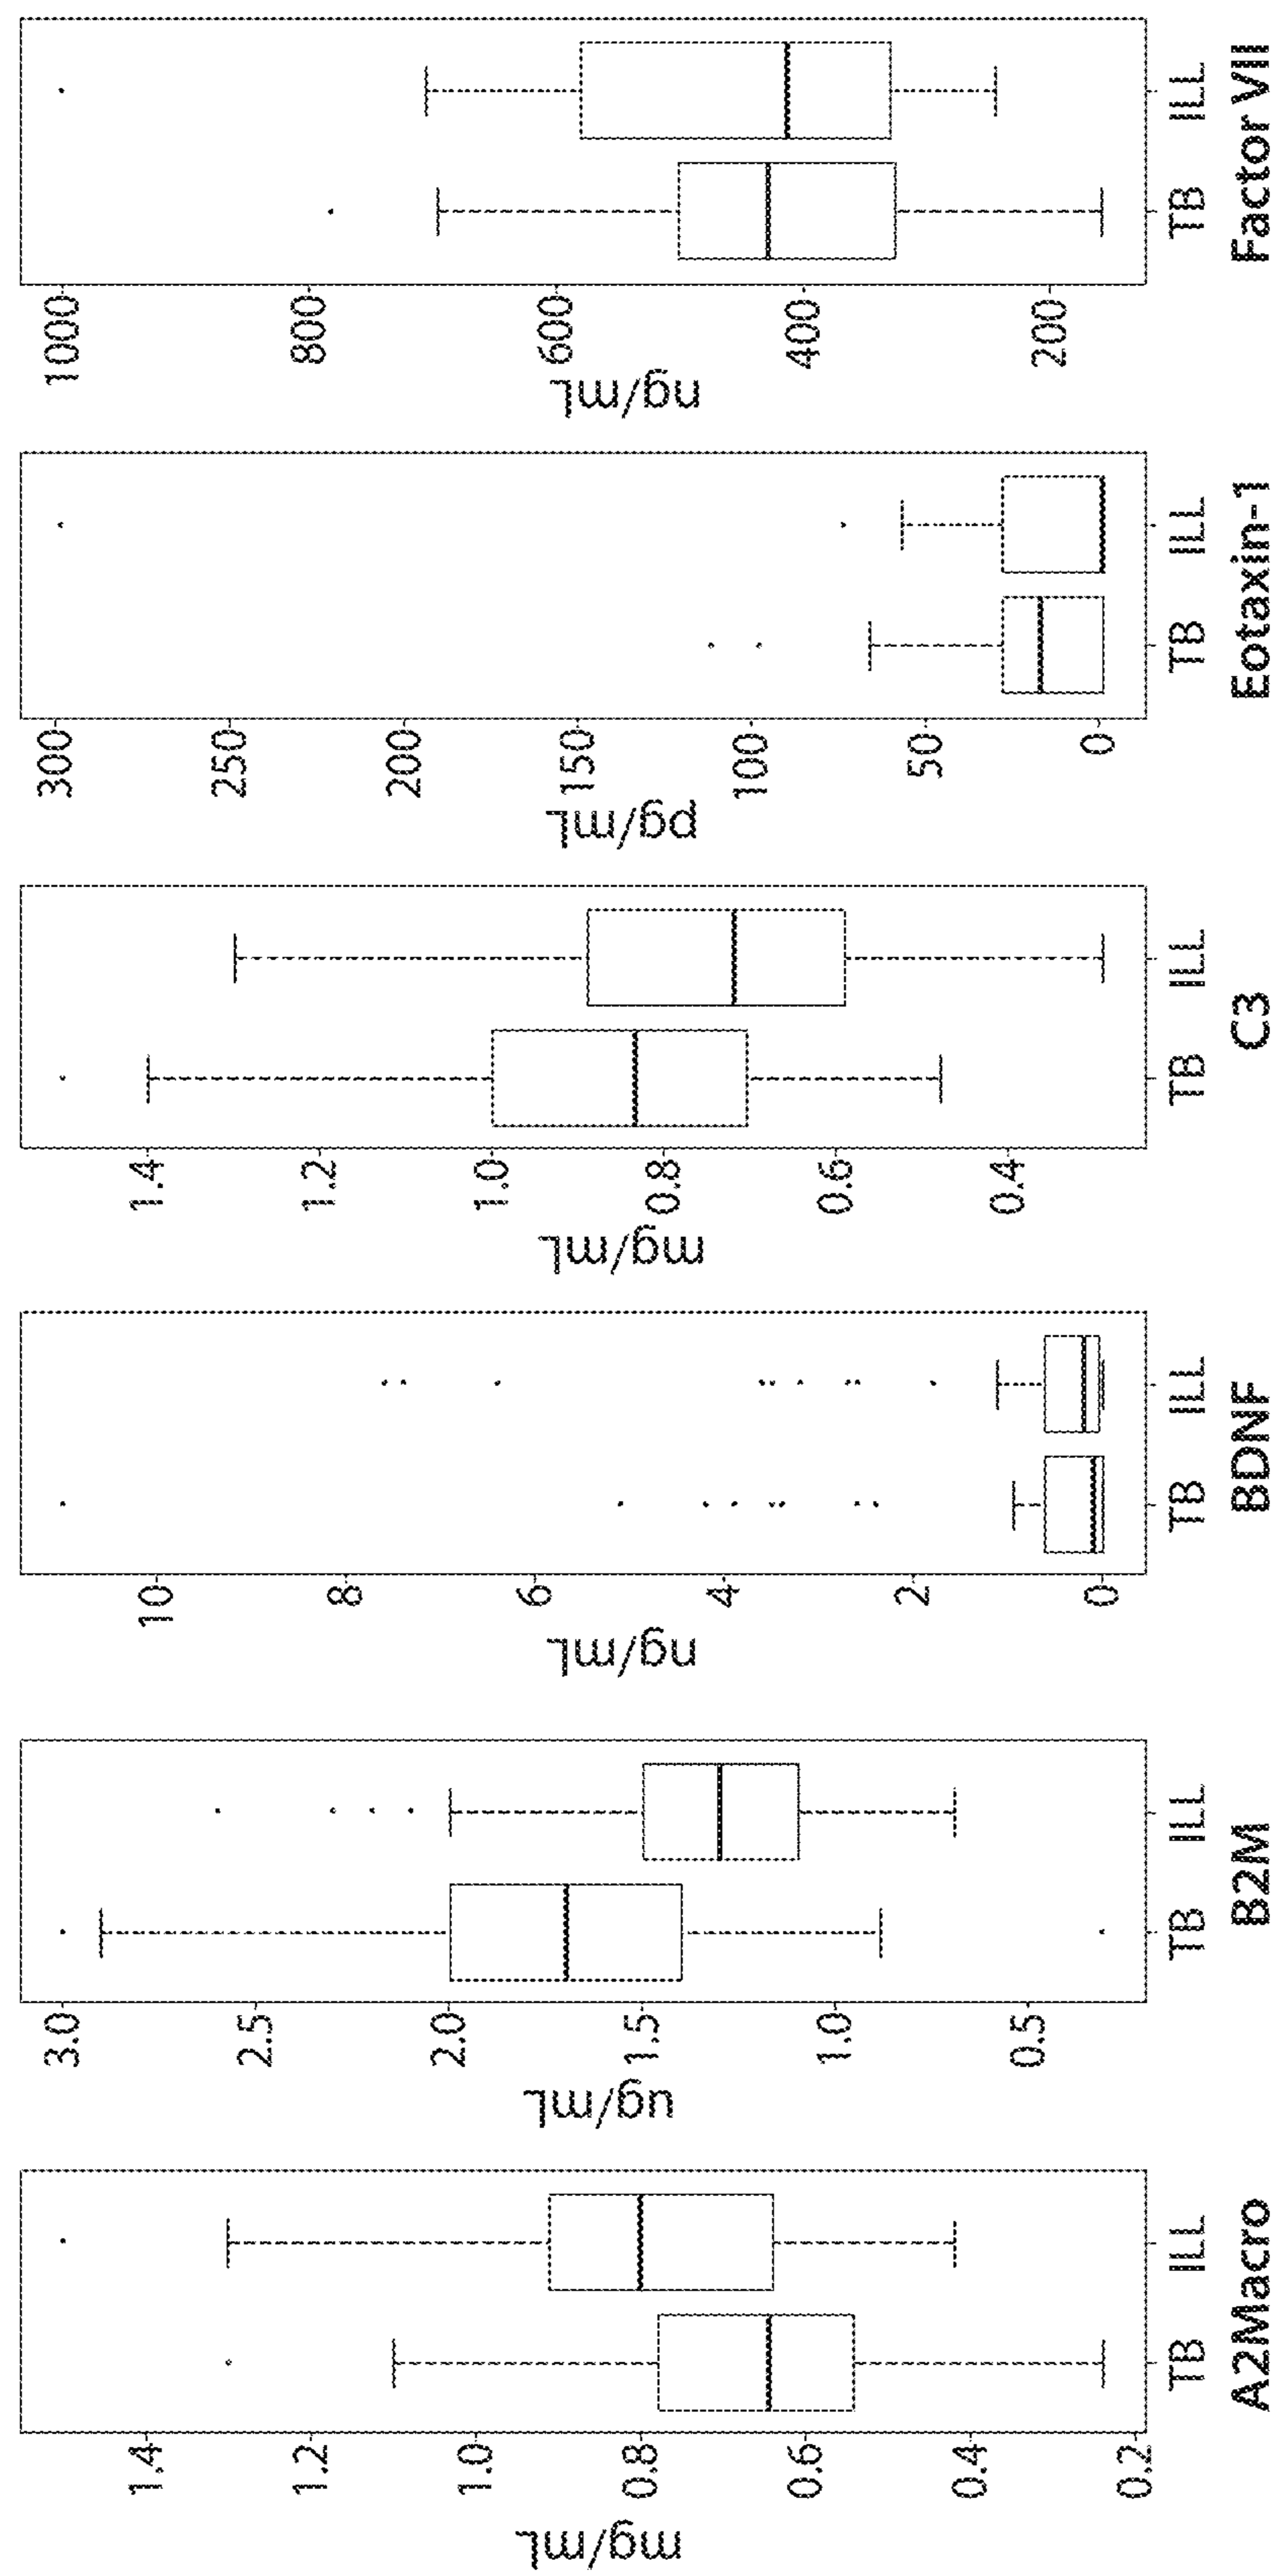 mg/mL
1.4
1.2
1.0
0.8
0.6
0.4
0.2
TB
ILL
A2Macro
ug/mL
3.0
2.5
2.0
1.5
1.0
0.5
TB
ILL
B2M
ng/mL
10
8
6
4
2
0
TB
ILL
BDNF
mg/mL
1.4
1.2
1.0
0.8
0.6
0.4
TB
ILL
C3
pg/mL
300
250
200
150
100
50
0
TB
ILL
Eotaxin-1
ng/mL
1000
800
600
400
200
TB
ILL
Factor VII